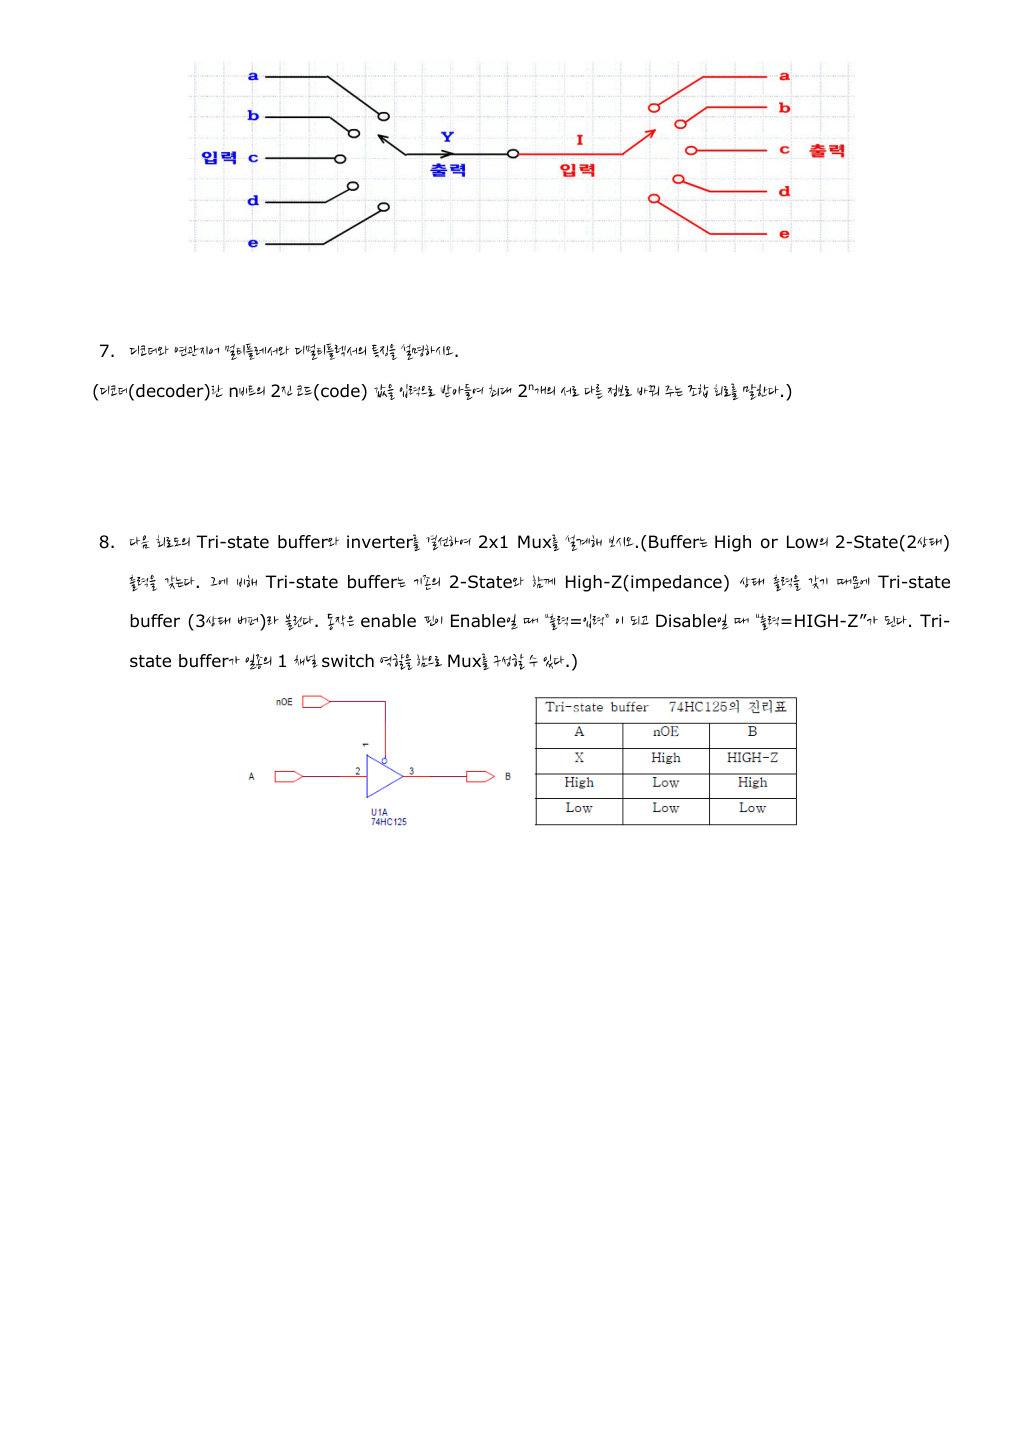 a a
b b
Y I
입력 c c 출력
출력 입력
d d
e e
7. 디코더와 연관지어 멀티플레서와 디멀티플렉서의 특징을 설명하시오.
(디코더(decoder)란 n비트의 2진 코드(code) 값을 입력으로 받아들여 최대 2ⁿ개의 서로 다른 정보로 바꿔 주는 조합 회로를 말한다.)
8. 다음 회로도의 Tri-state buffer와 inverter를 결선하여 2x1 Mux를 설계해 보시오.(Buffer는 High or Low의 2-State(2상태)
출력을 갖는다. 그에 비해 Tri-state buffer는 기존의 2-State와 함께 High-Z(impedance) 상태 출력을 갖기 때문에 Tri-state
buffer (3상태 버퍼)라 불린다. 동작은 enable 핀이 Enable일 때 "출력=입력" 이 되고 Disable일 때 "출력=HIGH-Z"가 된다. Tri-
state buffer가 일종의 1 채널 switch 역할을 함으로 Mux를 구성할 수 있다.)
nOE
1
A 2 3 B
U1A
74HC125
Tri-state buffer 74HC125의 진리표
A nOE B
X High HIGH-Z
High Low High
Low Low Low